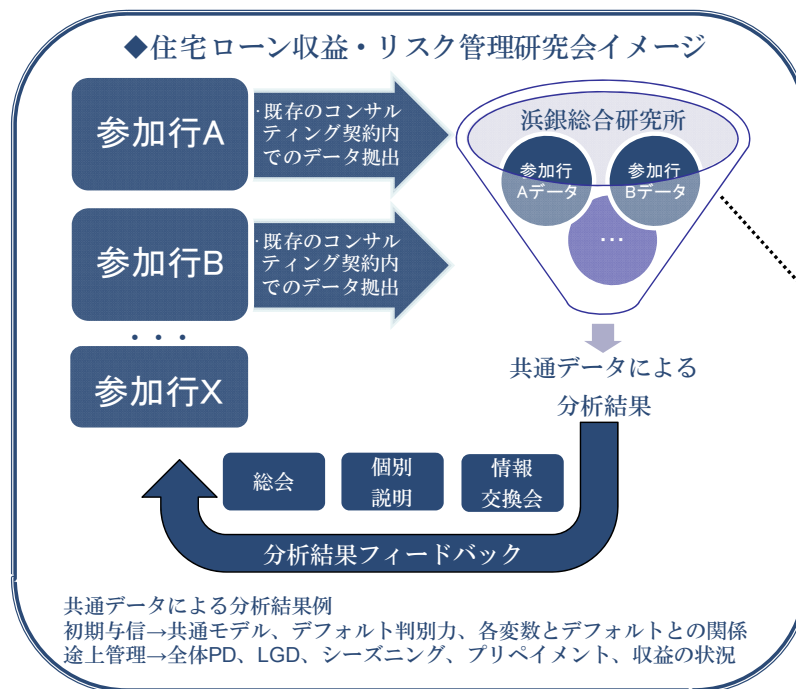 ◆住宅ローン収益・リスク管理研究会イメージ
参加行A
・既存のコンサル
ティング契約内
でのデータ拠出
浜銀総合研究所
参加行
Aデータ
参加行
Bデータ
…
参加行B
・既存のコンサル
ティング契約内
でのデータ拠出
・・・
参加行X
共通データによる
分析結果
総会
個別
説明
情報
交換会
分析結果フィードバック
共通データによる分析結果例
初期与信→共通モデル、デフォルト判別力、各変数とデフォルトとの関係
途上管理→全体PD、LGD、シーズニング、プリペイメント、収益の状況